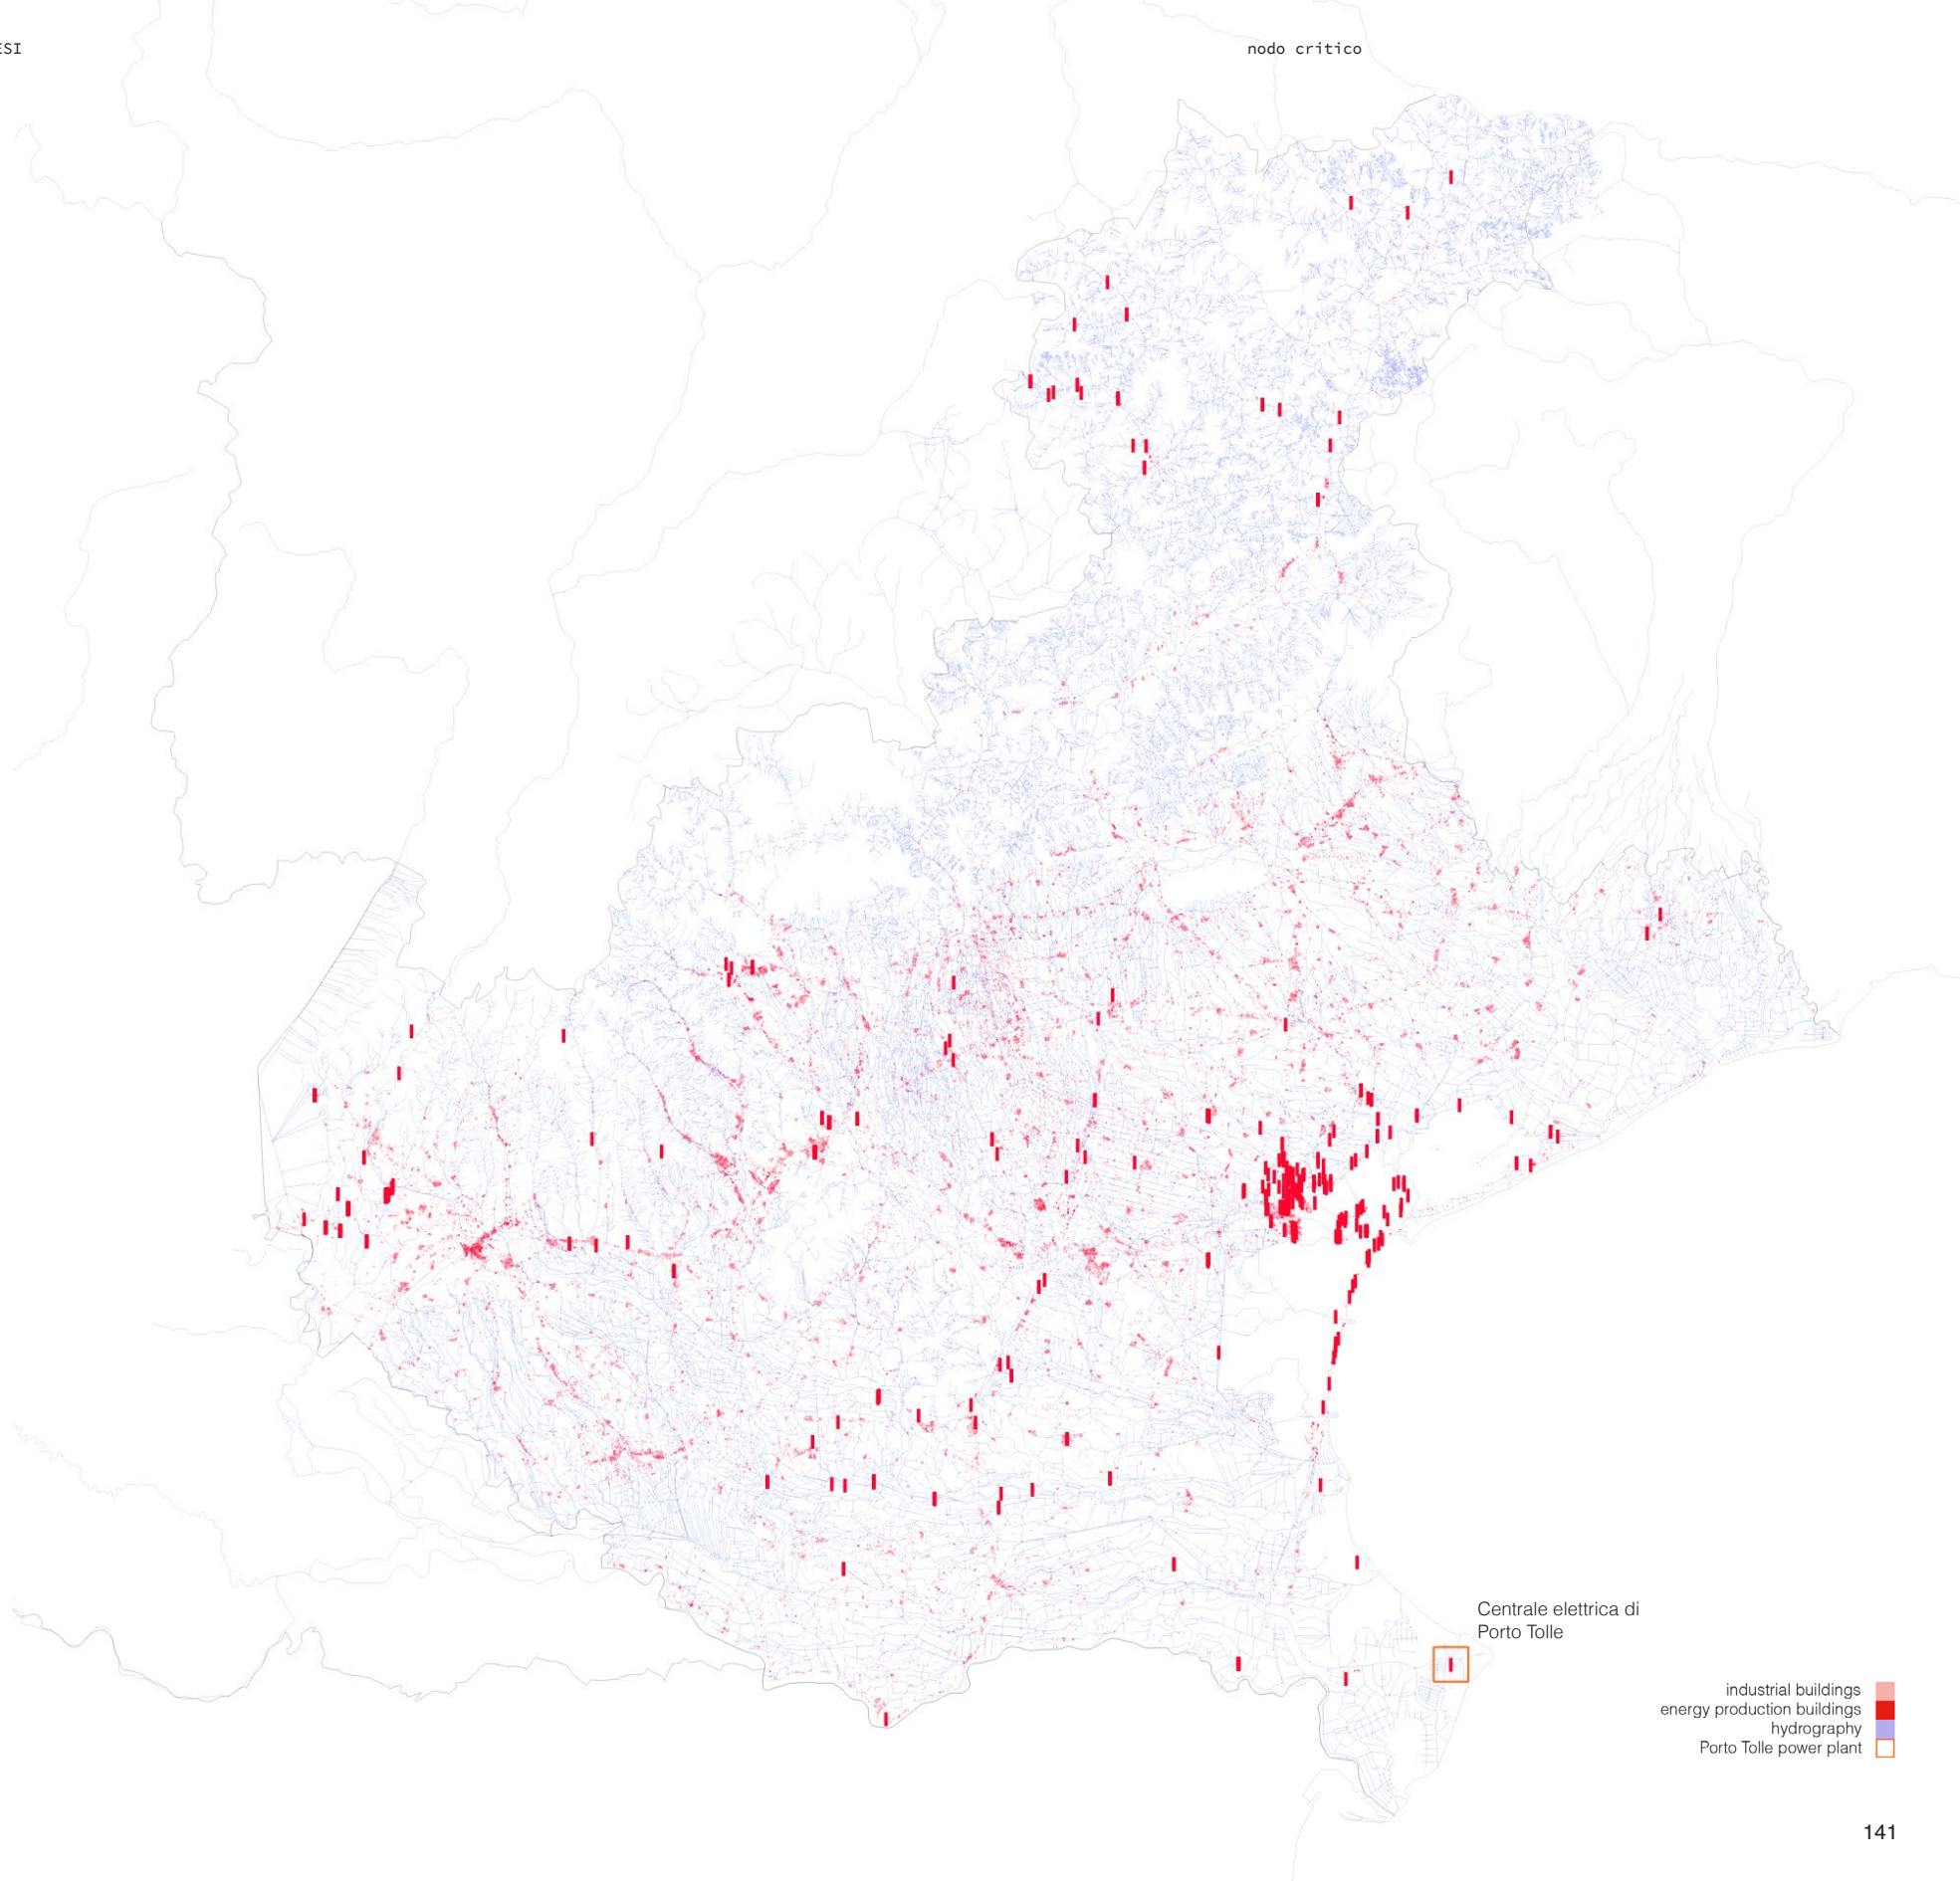 ESI
nodo critico
Centrale elettrica di
Porto Tolle
industrial buildings
energy production buildings
hydrography
Porto Tolle power plant
141